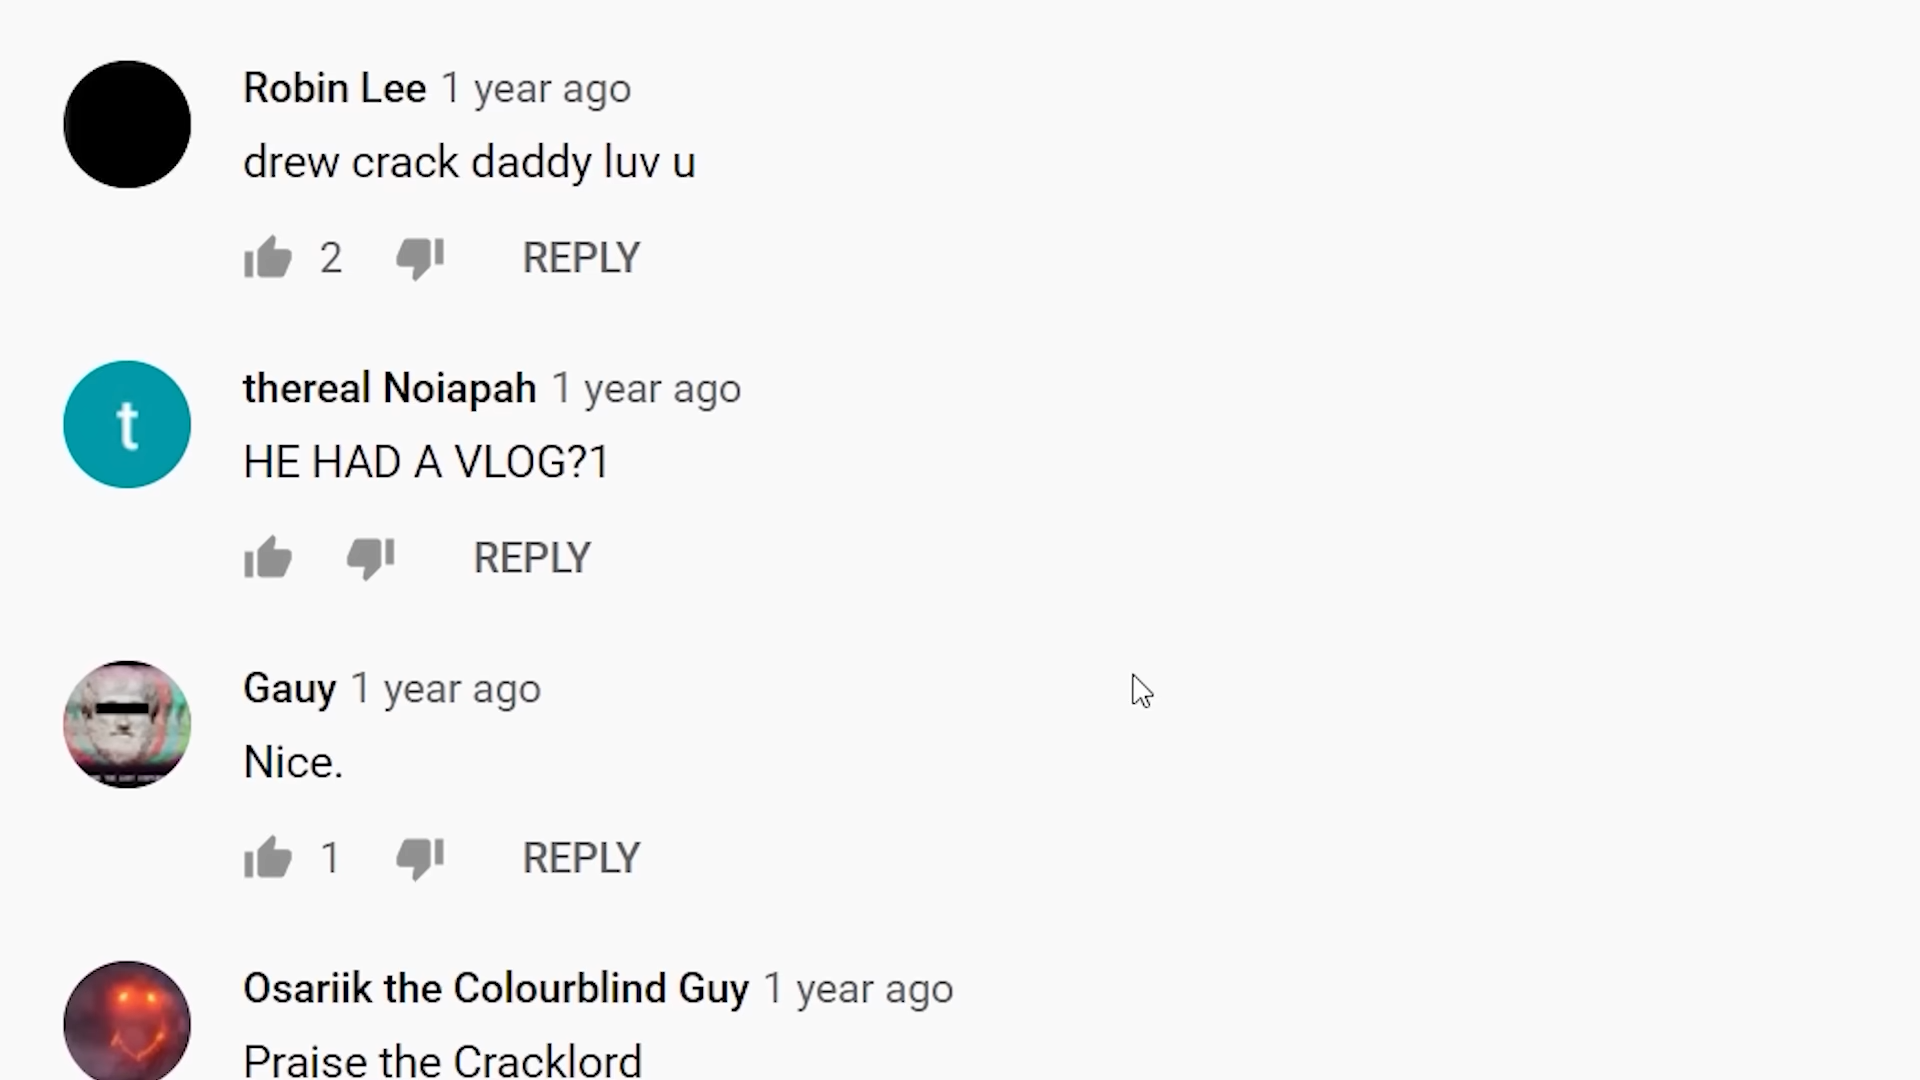 Robin Lee 1 year ago
drew crack daddy luv u
2 REPLY
t
thereal Noiapah 1 year ago
HE HAD A VLOG?1
REPLY
Gauy 1 year ago
Nice.
1 REPLY
Osariik the Colourblind Guy 1 year ago
Praise the Cracklord